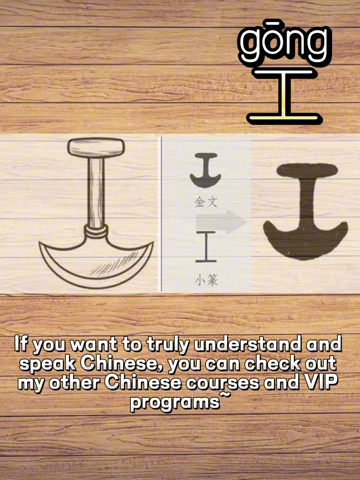 gōng
工
金文
小篆
If you want to truly understand and
speak Chinese, you can check out
my other Chinese courses and VIP
programs~